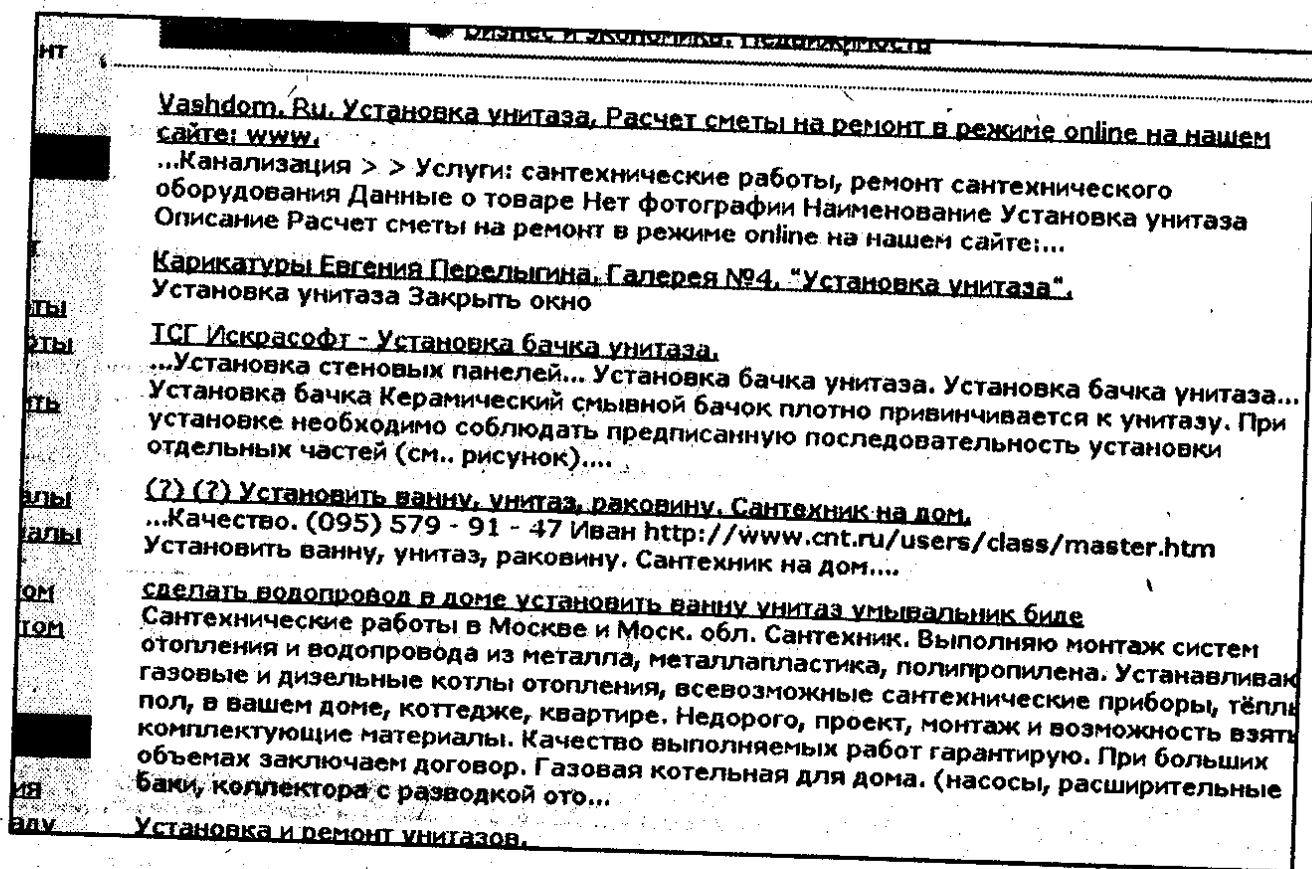 нт
Бизнес и экономика, Недвижимость
Vashdom. Ru. Установка унитаза, Расчет сметы на ремонт в режиме online на нашем
сайте: www.
...Канализация > > Услуги: сантехнические работы, ремонт сантехнического
оборудования Данные о товаре Нет фотографии Наименование Установка унитаза
Описание Расчет сметы на ремонт в режиме online на нашем сайте:...
Карикатуры Евгения Перелыгина. Галерея №4. "Установка унитаза".
Установка унитаза Закрыть окно
ТСГ Искрасофт - Установка бачка унитаза.
...Установка стеновых панелей... Установка бачка унитаза. Установка бачка унитаза...
Установка бачка Керамический смывной бачок плотно привинчивается к унитазу. При
установке необходимо соблюдать предписанную последовательность установки
отдельных частей (см.. рисунок)....
(?) (?) Установить ванну, унитаз, раковину. Сантехник на дом.
...Качество. (095) 579 - 91 - 47 Иван http://www.cnt.ru/users/class/master.htm
Установить ванну, унитаз, раковину. Сантехник на дом....
сделать водопровод в доме установить ванну унитаз умывальник биде
Сантехнические работы в Москве и Моск. обл. Сантехник. Выполняю монтаж систем
отопления и водопровода из металла, металлапластика, полипропилена. Устанавливаю
газовые и дизельные котлы отопления, всевозможные сантехнические приборы, тёплы
пол, в вашем доме, коттедже, квартире. Недорого, проект, монтаж и возможность взять
комплектующие материалы. Качество выполняемых работ гарантирую. При больших
объемах заключаем договор. Газовая котельная для дома. (насосы, расширительные
баки, коллектора с разводкой ото...
Установка и ремонт унитазов.